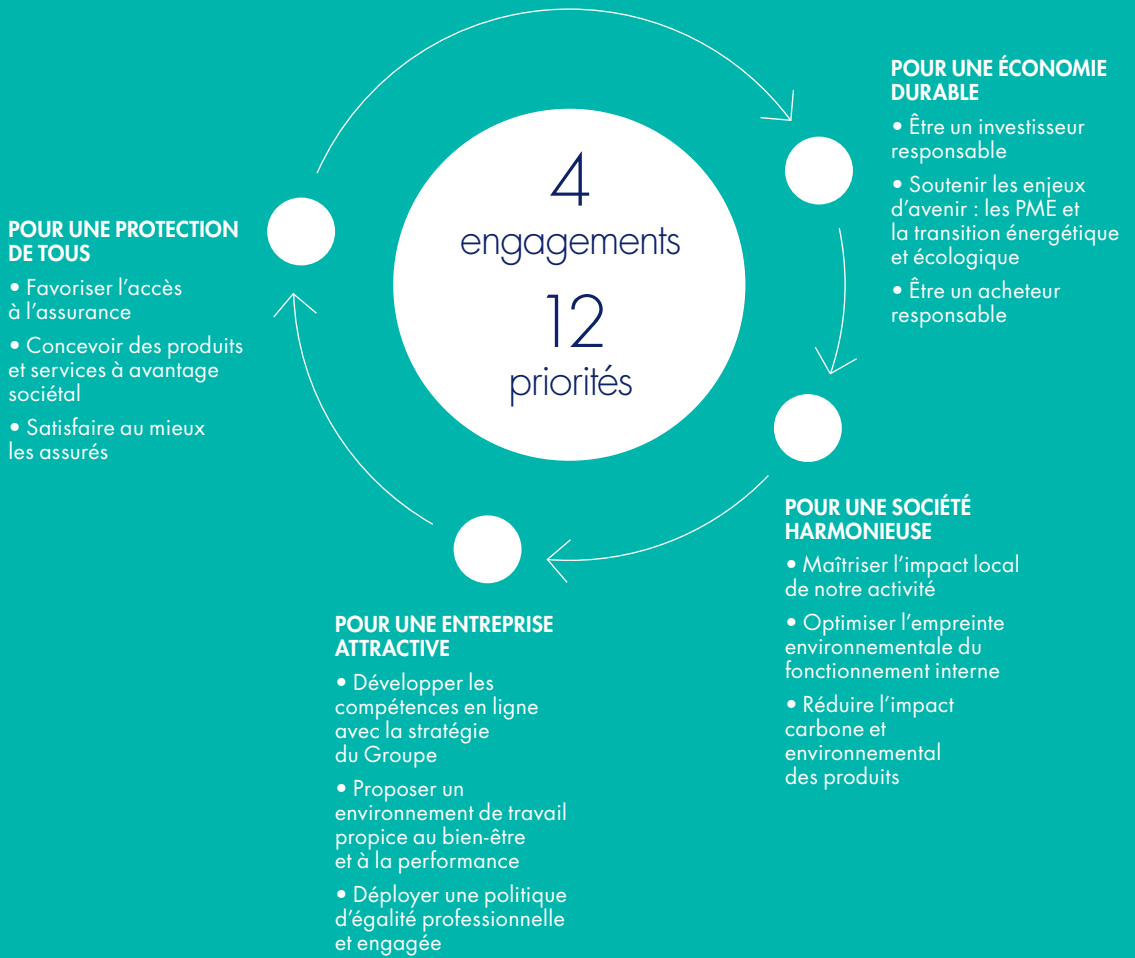 4
engagements
12
priorités
POUR UNE ÉCONOMIE
DURABLE
• Être un investisseur
responsable
• Soutenir les enjeux
d'avenir : les PME et
la transition énergétique
et écologique
• Être un acheteur
responsable
POUR UNE SOCIÉTÉ
HARMONIEUSE
• Maîtriser l'impact local
de notre activité
• Optimiser l'empreinte
environnementale du
fonctionnement interne
• Réduire l'impact
carbone et
environnemental
des produits
POUR UNE ENTREPRISE
ATTRACTIVE
• Développer les
compétences en ligne
avec la stratégie
du Groupe
• Proposer un
environnement de travail
propice au bien-être
et à la performance
• Déployer une politique
d'égalité professionnelle
et engagée
POUR UNE PROTECTION
DE TOUS
• Favoriser l'accès
à l'assurance
• Concevoir des produits
et services à avantage
sociétal
• Satisfaire au mieux
les assurés